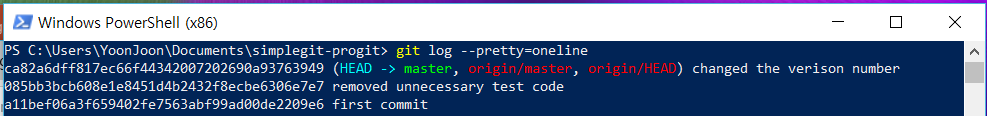 Windows PowerShell (x86)
PS C:\Users\YoonJoon\Documents\simplegit-progit> git log --pretty=oneline
ca82a6dff817ec66f44342007202690a93763949 (HEAD -> master, origin/master, origin/HEAD) changed the verison number
085bb3bcb608e1e8451d4b2432f8ecbe6306e7e7 removed unnecessary test code
a11bef06a3f659402fe7563abf99ad00de2209e6 first commit